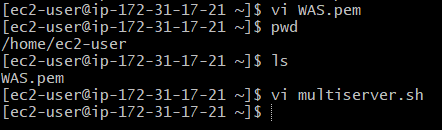 [ec2-user@ip-172-31-17-21 ~]$ vi WAS.pem
[ec2-user@ip-172-31-17-21 ~]$ pwd
/home/ec2-user
[ec2-user@ip-172-31-17-21 ~]$ ls
WAS.pem
[ec2-user@ip-172-31-17-21 ~]$ vi multiserver.sh
[ec2-user@ip-172-31-17-21 ~]$